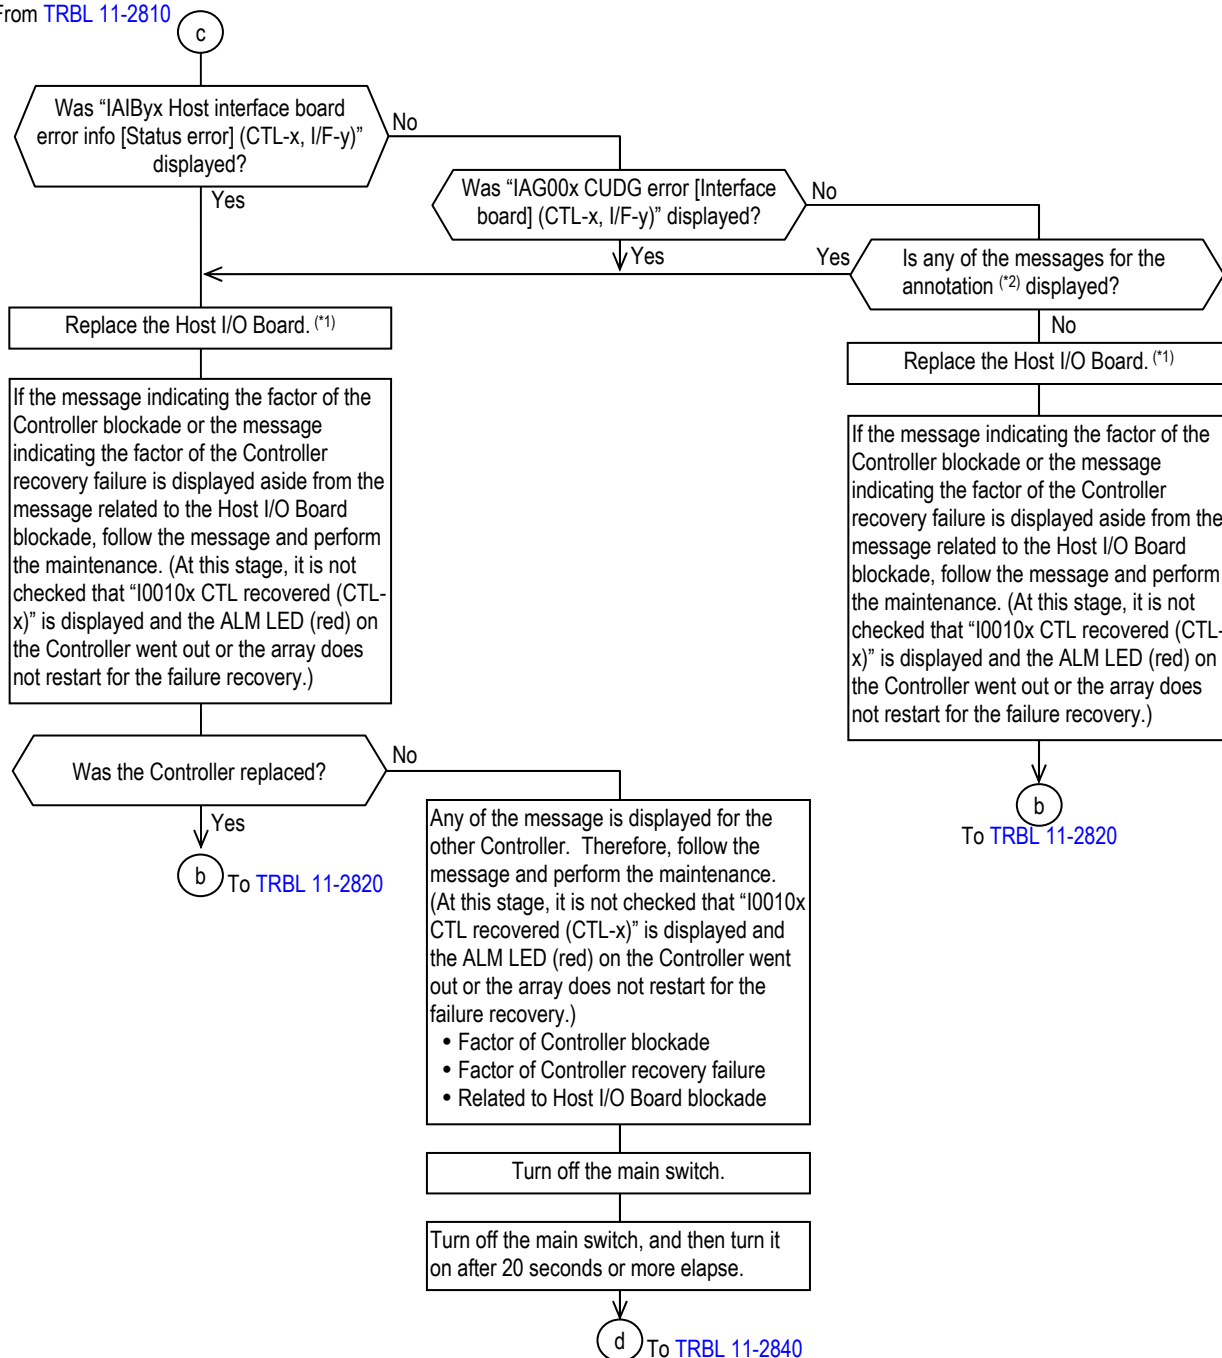 From TRBL 11-2810
c
Was “IAIByx Host interface board
error info [Status error] (CTL-x, I/F-y)”
displayed?
No
Yes
Was “IAG00x CUDG error [Interface
board] (CTL-x, I/F-y)” displayed?
No
Yes
Is any of the messages for the
annotation (*2) displayed?
Yes
No
Replace the Host I/O Board. (*1)
If the message indicating the factor of the
Controller blockade or the message
indicating the factor of the Controller
recovery failure is displayed aside from the
message related to the Host I/O Board
blockade, follow the message and perform
the maintenance. (At this stage, it is not
checked that “I0010x CTL recovered (CTL-
x)” is displayed and the ALM LED (red) on
the Controller went out or the array does
not restart for the failure recovery.)
Replace the Host I/O Board. (*1)
If the message indicating the factor of the
Controller blockade or the message
indicating the factor of the Controller
recovery failure is displayed aside from the
message related to the Host I/O Board
blockade, follow the message and perform
the maintenance. (At this stage, it is not
checked that “I0010x CTL recovered (CTL-
x)” is displayed and the ALM LED (red) on
the Controller went out or the array does
not restart for the failure recovery.)
b
To TRBL 11-2820
Was the Controller replaced?
No
Yes
b
To TRBL 11-2820
Any of the message is displayed for the
other Controller. Therefore, follow the
message and perform the maintenance.
(At this stage, it is not checked that “I0010x
CTL recovered (CTL-x)” is displayed and
the ALM LED (red) on the Controller went
out or the array does not restart for the
failure recovery.)
• Factor of Controller blockade
• Factor of Controller recovery failure
• Related to Host I/O Board blockade
Turn off the main switch.
Turn off the main switch, and then turn it
on after 20 seconds or more elapse.
d
To TRBL 11-2840